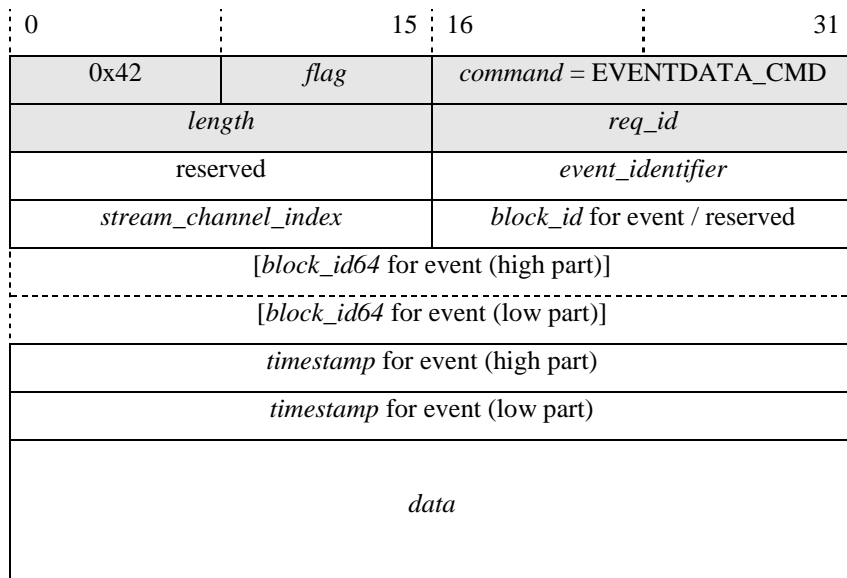 0 15 16 31
0x42 flag command = EVENTDATA_CMD
length req_id
reserved event_identifier
stream_channel_index block_id for event / reserved
[block_id64 for event (high part)]
[block_id64 for event (low part)]
timestamp for event (high part)
timestamp for event (low part)
data